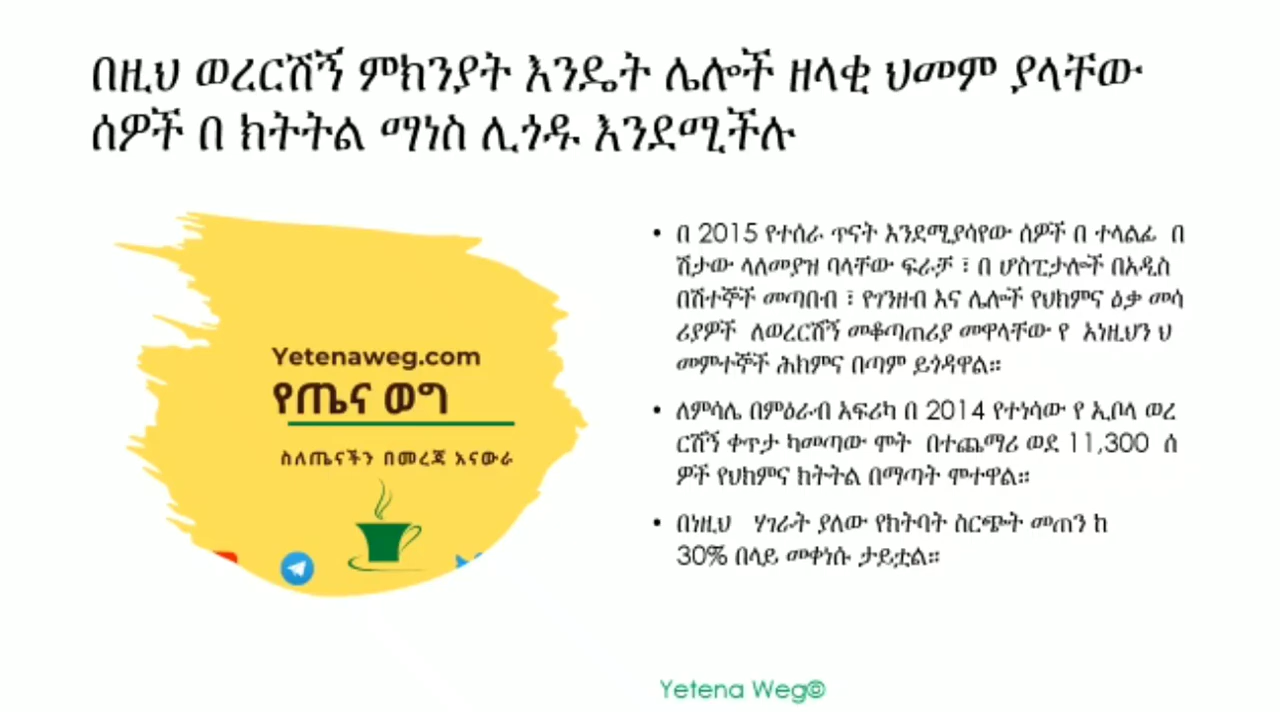 በዚህ ወረርሽኝ ምክንያት እንዴት ሌሎች ዘላቂ ህመም ያላቸው
ሰዎች በ ክትትል ማነስ ሊጎዱ እንደሚችሉ
Yetenaweg.com
የጤና ወግ
ስለጤናችን በመረጃ እናውራ
• በ 2015 የተሰራ ጥናት እንደሚያሳየው ሰዎች በ ተላልፊ በ
ሽታው ላለመያዝ ባላቸው ፍራቻ ፣ በ ሆስፒታሎች በአዲስ
በሽተኞች መጣበብ ፣ የገንዘብ እና ሌሎች የህክምና ዕቃ መሳ
ሪያዎች ለወረርሽኝ መቆጣጠሪያ መዋላቸው የ እነዚህን ህ
መምተኞች ሕክምና በጣም ይጎዳዋል።
• ለምሳሌ በምዕራብ አፍሪካ በ 2014 የተነሳው የ ኢቦላ ወረ
ርሽኝ ቀጥታ ካመጣው ሞት በተጨማሪ ወደ 11,300 ሰ
ዎች የህክምና ክትትል በማጣት ሞተዋል።
• በነዚህ ሃገራት ያለው የክትባት ስርጭት መጠን ከ
30% በላይ መቀነሱ ታይቷል።
Yetena Weg©